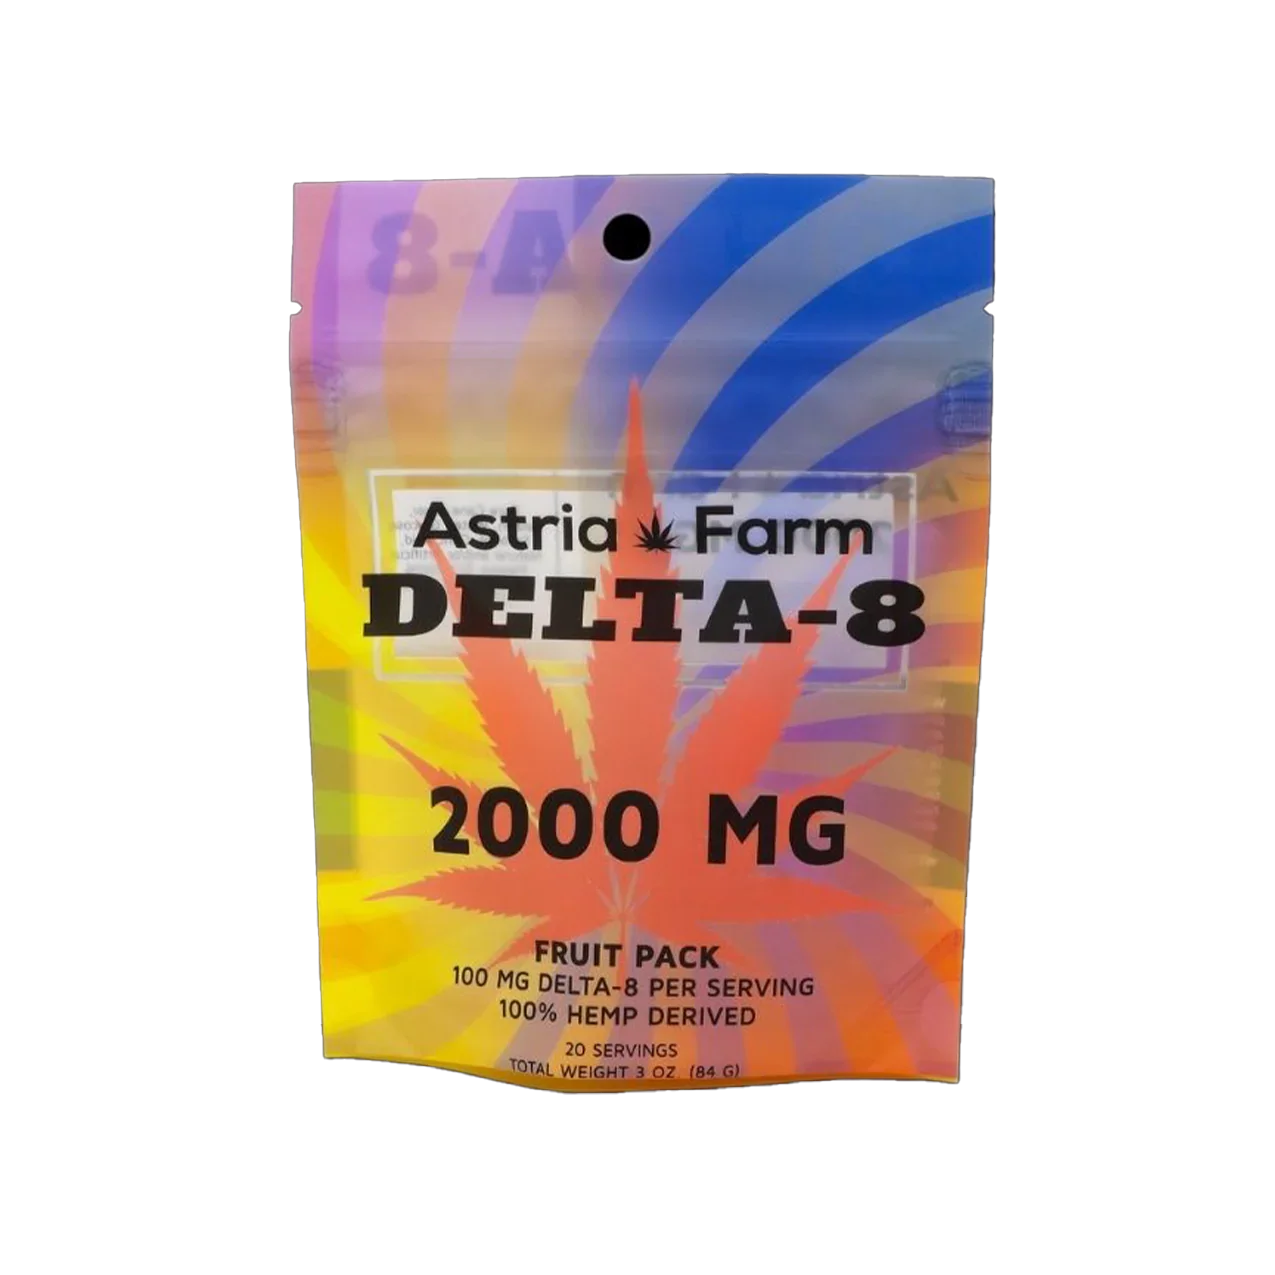 Astria Farm
DELTA-8
2000 MG
FRUIT PACK
100 MG DELTA-8 PER SERVING
100% HEMP DERIVED
20 SERVINGS
TOTAL WEIGHT 3 OZ. (84 G)